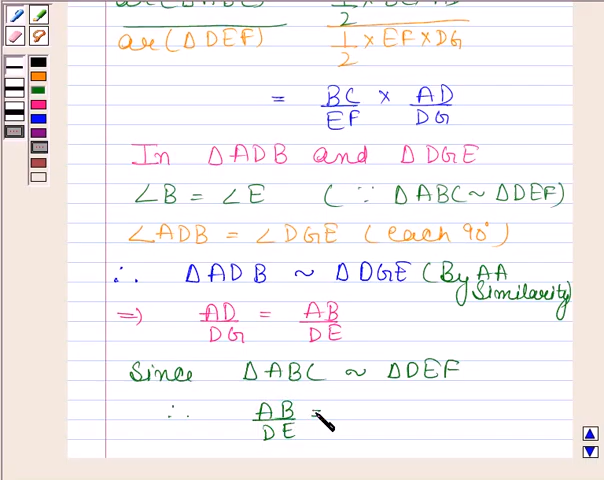 ar(ΔDEF) 1/2 × EF × DG
= BC/EF × AD/DG
In ΔADB and ΔDGE
∠B = ∠E (∵ ΔABC ~ ΔDEF)
∠ADB = ∠DGE (each 90°)
∴ ΔADB ~ ΔDGE (By AA Similarity)
⇒) AD/DG = AB/DE
Since ΔABC ~ ΔDEF
∴ AB/DE =